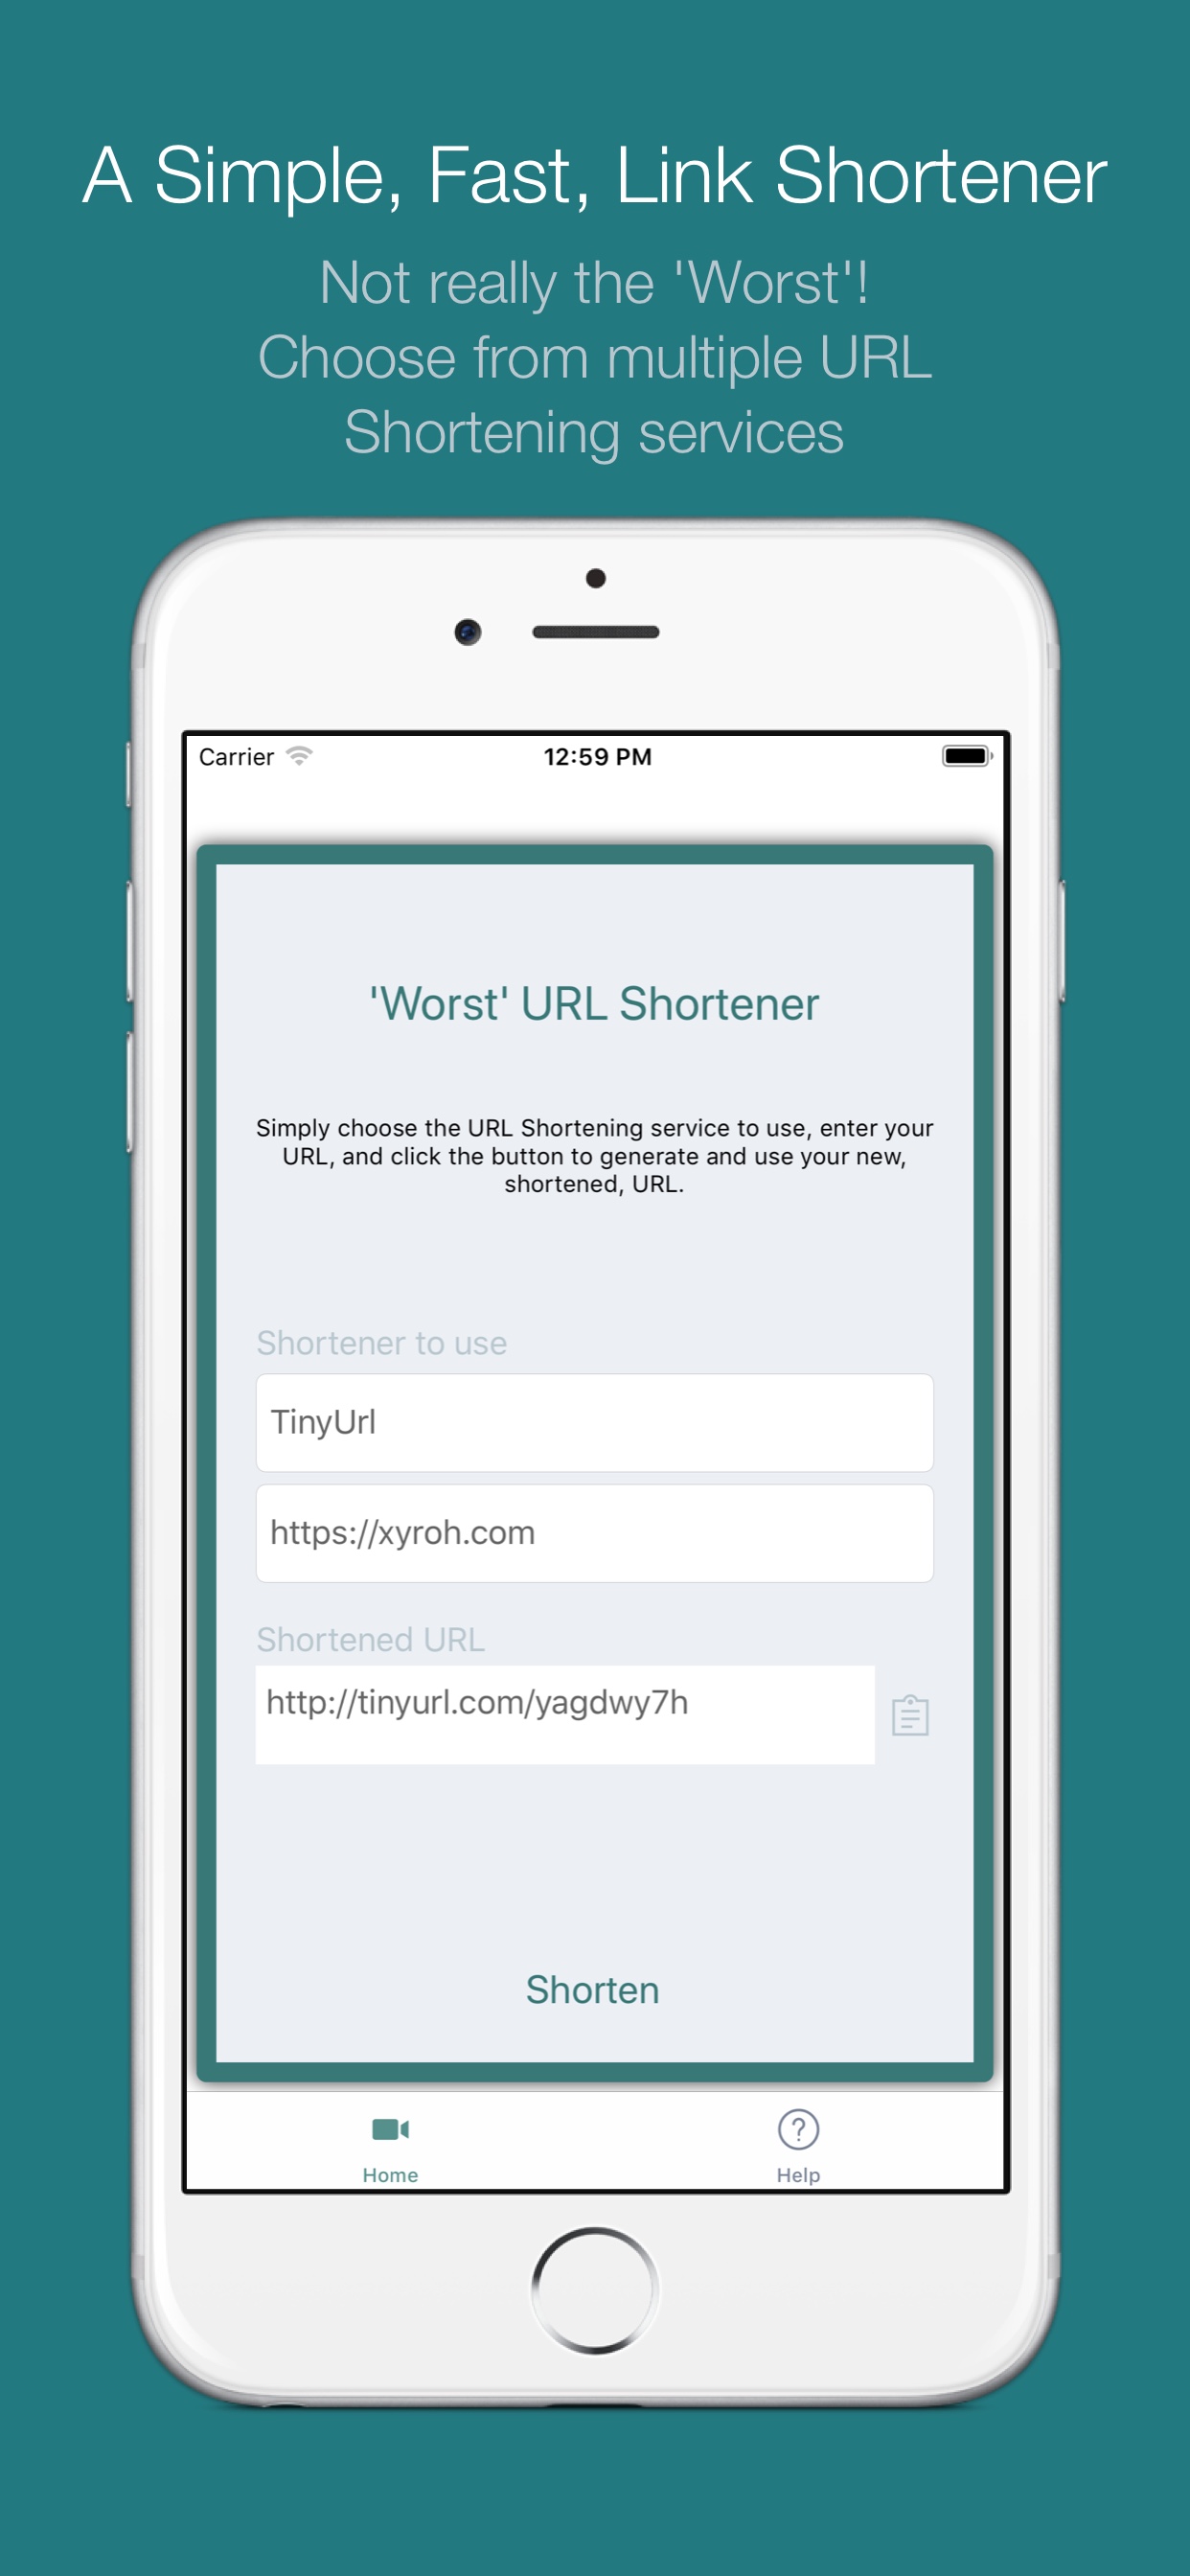 A Simple, Fast, Link Shortener
Not really the 'Worst'!
Choose from multiple URL
Shortening services
Carrier
12:59 PM
'Worst' URL Shortener
Simply choose the URL Shortening service to use, enter your
URL, and click the button to generate and use your new,
shortened, URL.
Shortener to use
TinyUrl
https://xyroh.com
Shortened URL
http://tinyurl.com/yagdwy7h
Shorten
Home
Help